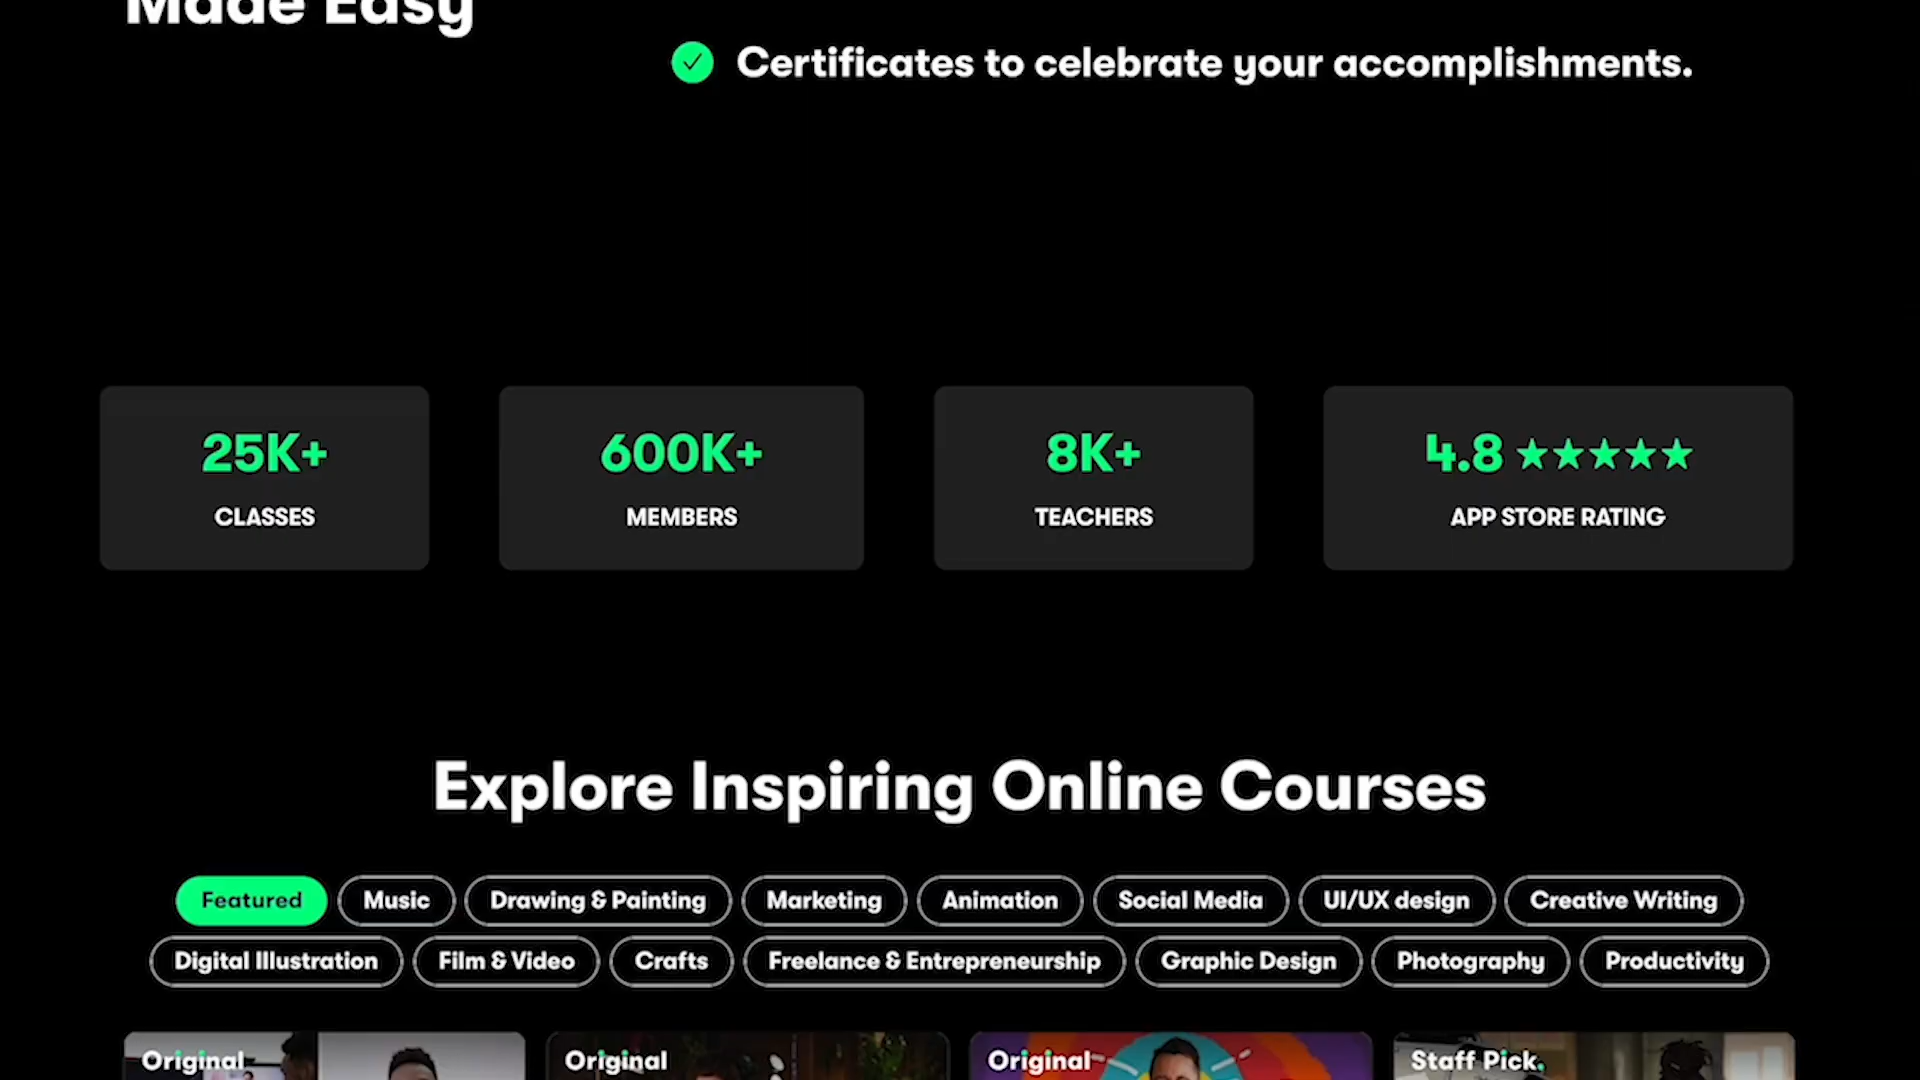 Made Easy
Certificates to celebrate your accomplishments.
25K+
CLASSES
600K+
MEMBERS
8K+
TEACHERS
4.8 ★★★★★
APP STORE RATING
Explore Inspiring Online Courses
Featured Music Drawing & Painting Marketing Animation Social Media UI/UX design Creative Writing
Digital Illustration Film & Video Crafts Freelance & Entrepreneurship Graphic Design Photography Productivity
Original Original Original Staff Pick.